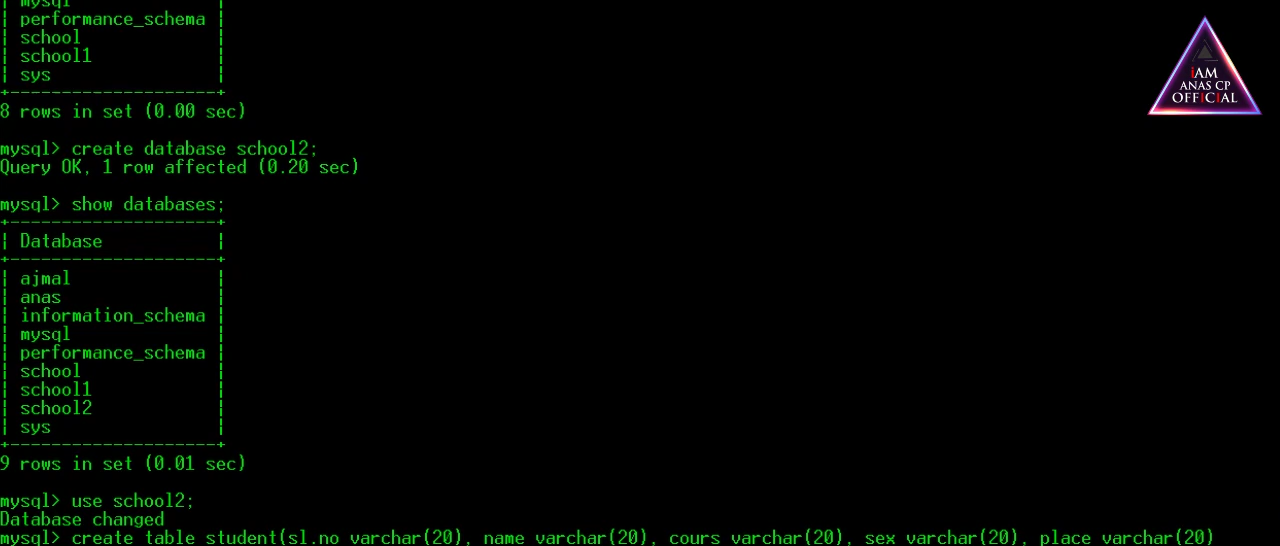 | mysql |
| performance_schema |
| school |
| school1 |
| sys |
+--------------------+
8 rows in set (0.00 sec)
mysql> create database school2;
Query OK, 1 row affected (0.20 sec)
mysql> show databases;
+--------------------+
| Database |
+--------------------+
| ajmal |
| anas |
| information_schema |
| mysql |
| performance_schema |
| school |
| school1 |
| school2 |
| sys |
+--------------------+
9 rows in set (0.01 sec)
mysql> use school2;
Database changed
mysql> create table student(sl.no varchar(20), name varchar(20), cours varchar(20), sex varchar(20), place varchar(20)
iAM
ANAS CP
OFFICIAL